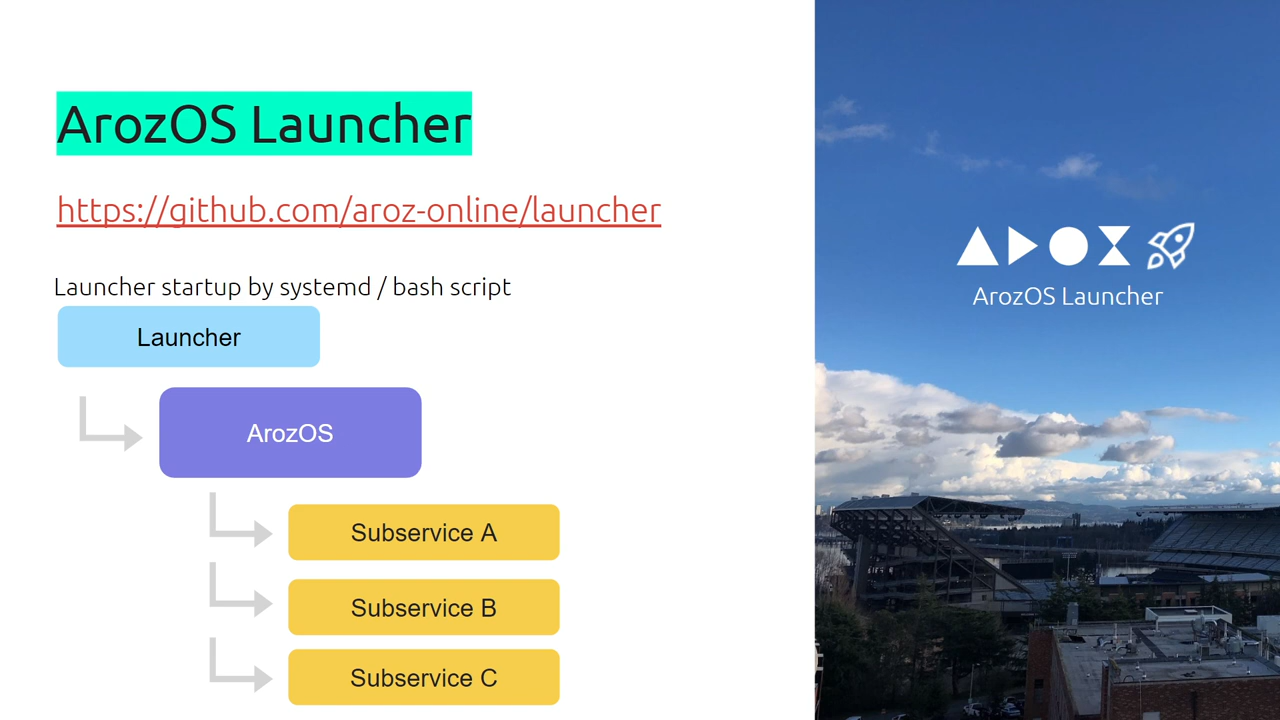 ArozOS Launcher
https://github.com/aroz-online/launcher
Launcher startup by systemd / bash script
Launcher
ArozOS
Subservice A
Subservice B
Subservice C
ArozOS Launcher